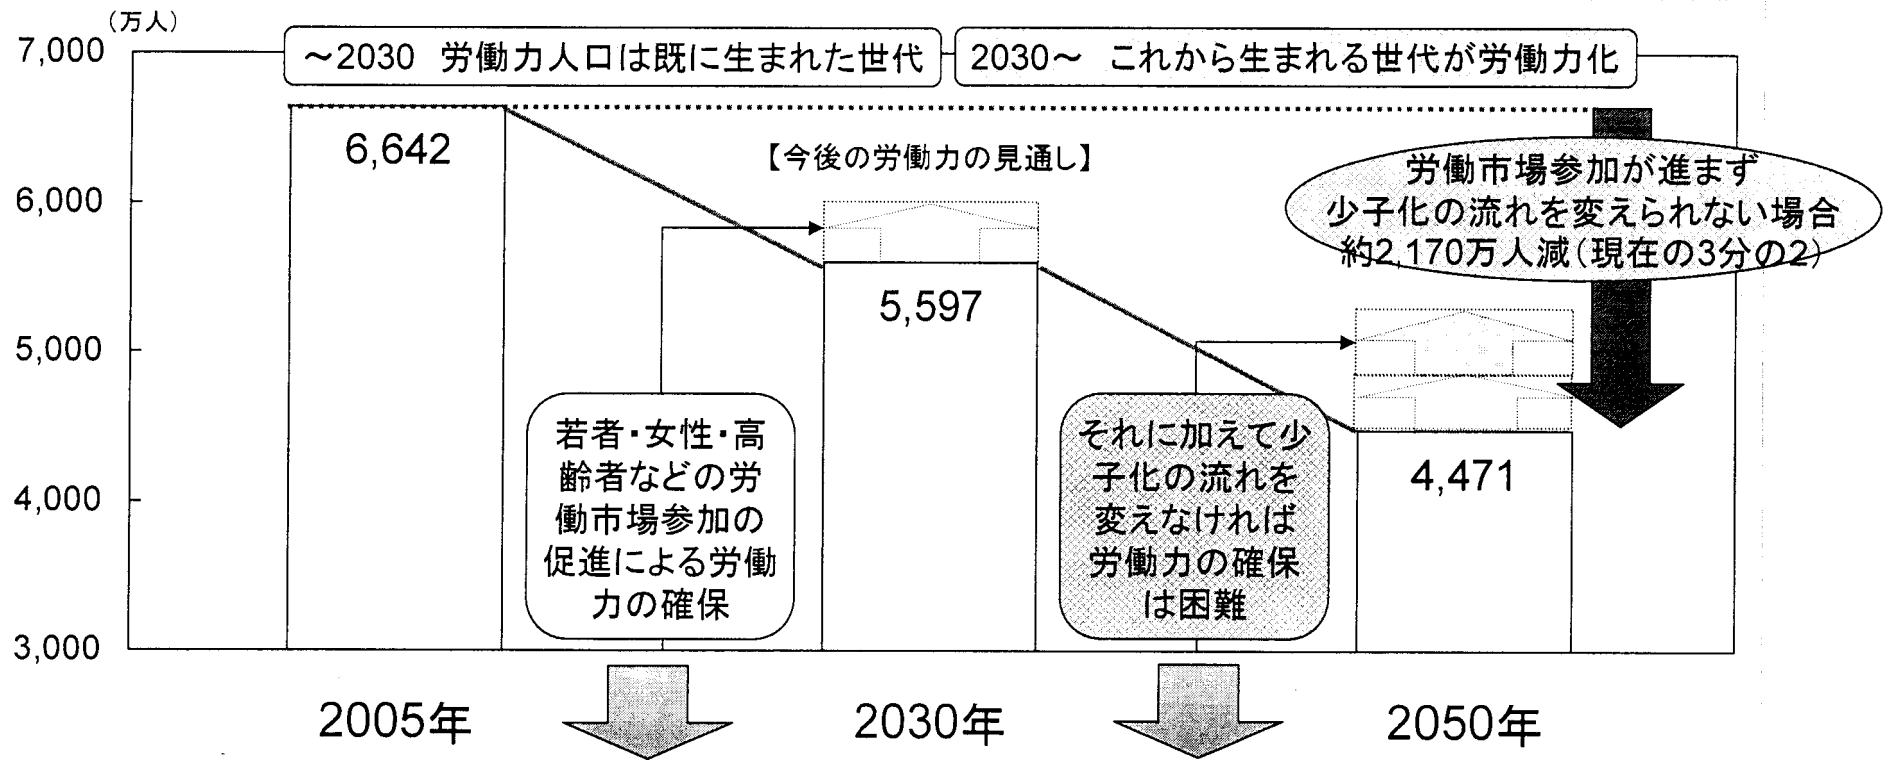 （万人）
7,000
～2030 労働力人口は既に生まれた世代
2030～ これから生まれる世代が労働力化
6,642
【今後の労働力の見通し】
労働市場参加が進まず
少子化の流れを変えられない場合
約2,170万人減（現在の3分の2）
6,000
5,597
5,000
若者・女性・高
齢者などの労
働市場参加の
促進による労働
力の確保
それに加えて少
子化の流れを
変えなければ
労働力の確保
は困難
4,471
4,000
3,000
2005年
2030年
2050年